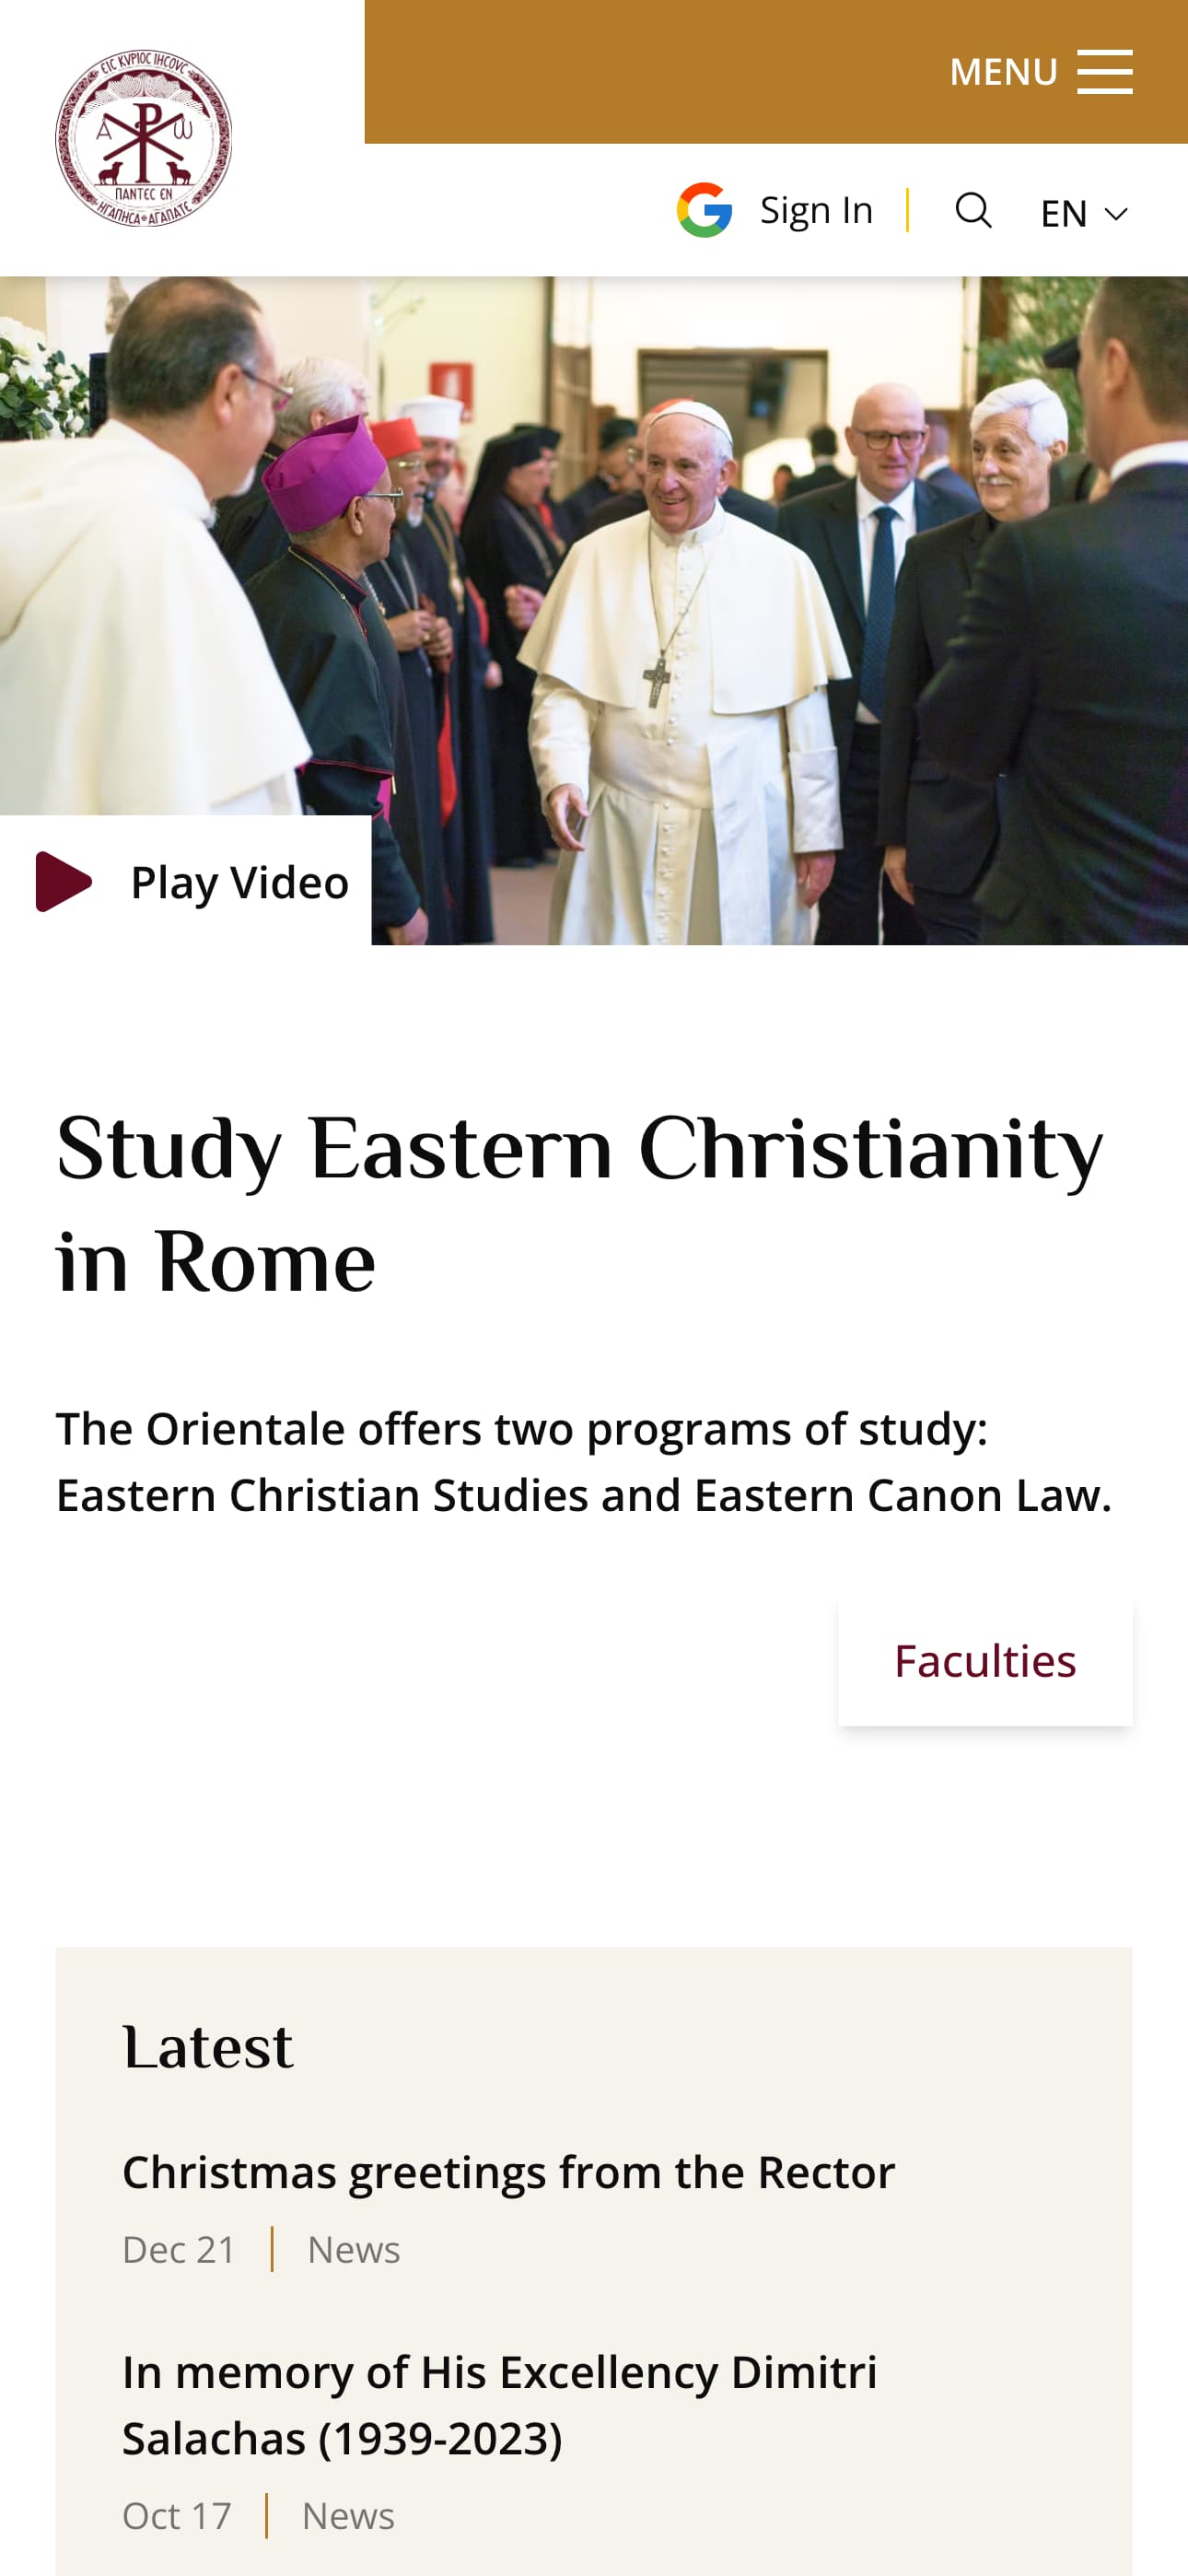 ΕΙC ΚΥΡΙΟC ΙΗCΟΥC
Α Ρ ω
ΠΑΝΤΕC ΕΝ
ΗΓΑΠΗCΑ ΑΓΑΠΑΤΕ
MENU
Sign In
EN
Play Video
Study Eastern Christianity
in Rome
The Orientale offers two programs of study:
Eastern Christian Studies and Eastern Canon Law.
Faculties
Latest
Christmas greetings from the Rector
Dec 21 | News
In memory of His Excellency Dimitri
Salachas (1939-2023)
Oct 17 | News